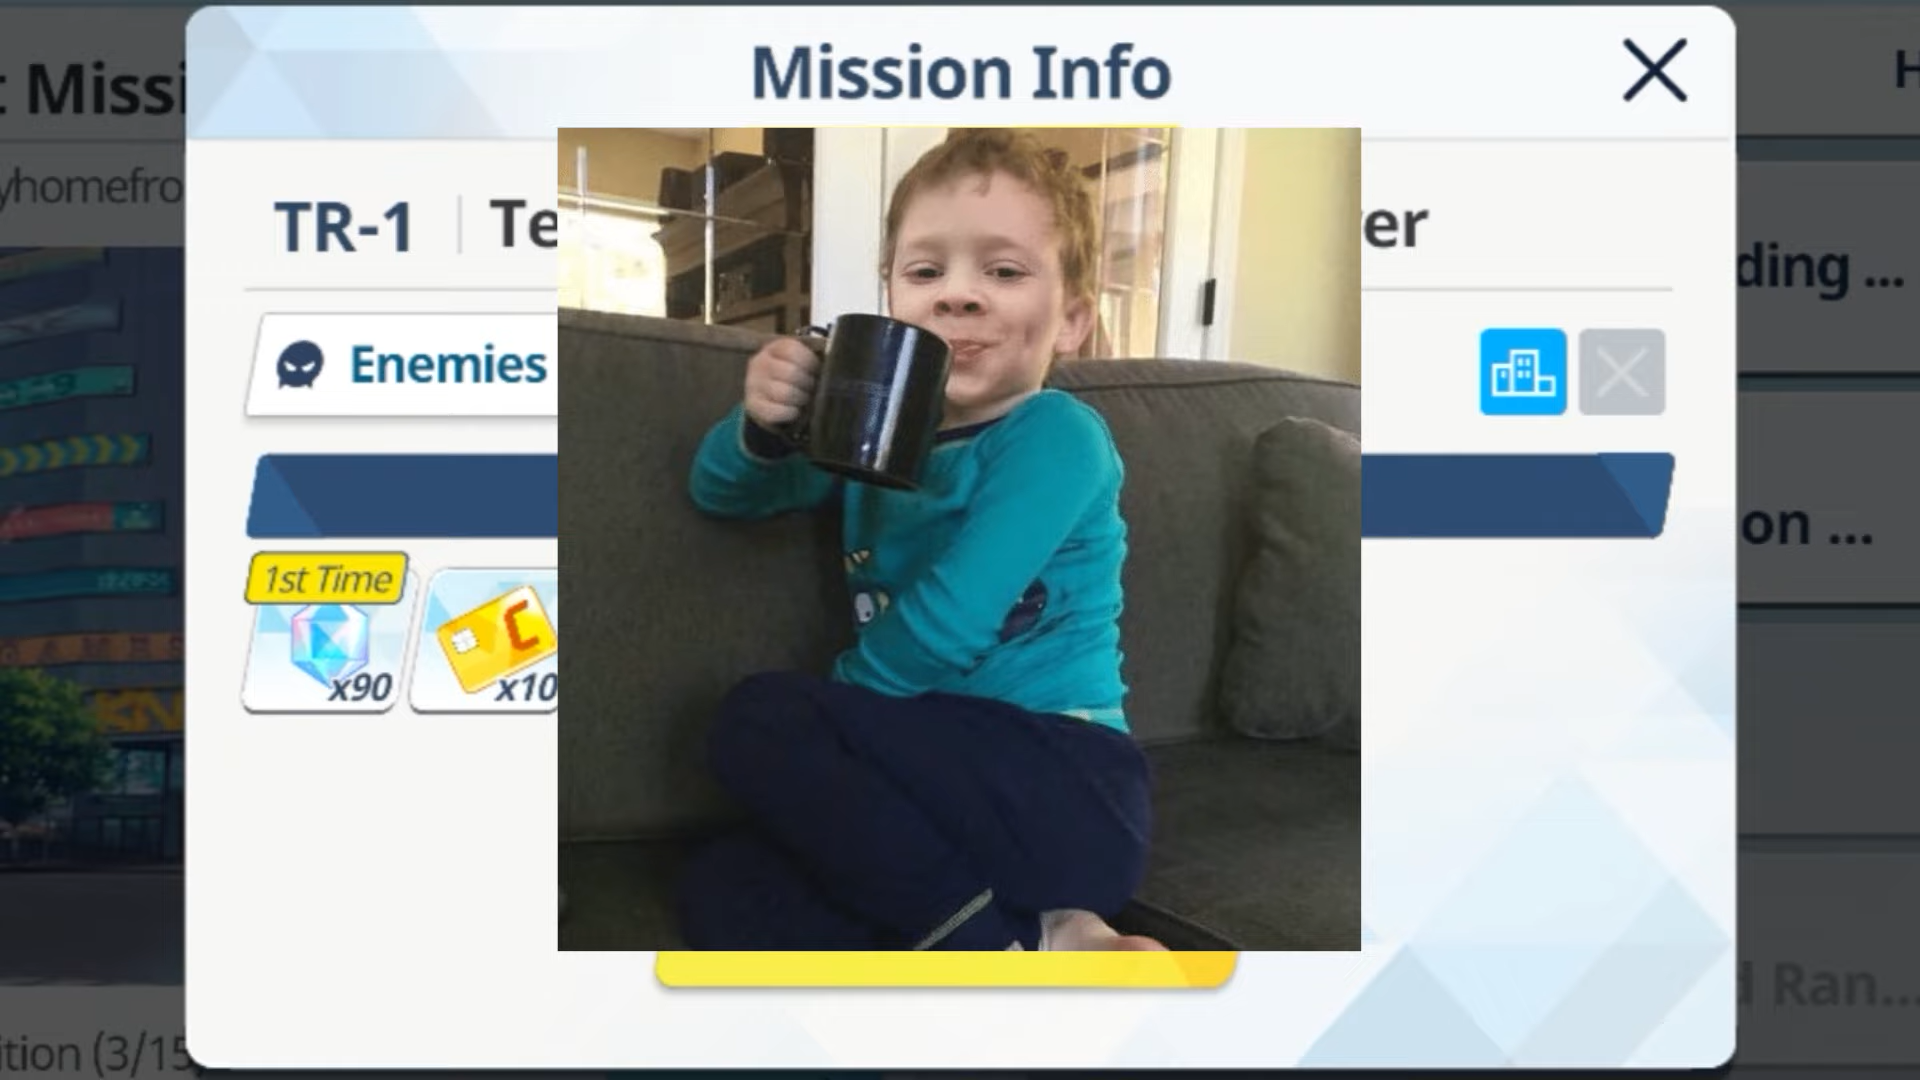 Mission Info
: Missi
H
yhomefro
TR-1
Te
er
ding ...
Enemies
on ...
1st Time
x90
x10
C
d Ran...
ition (3/15